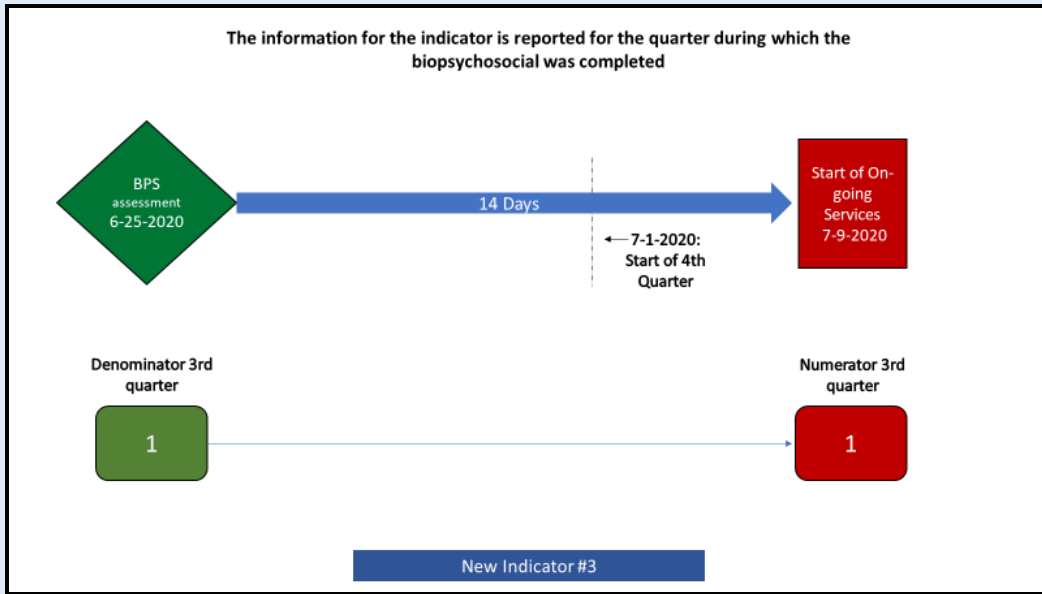 The information for the indicator is reported for the quarter during which the
biopsychosocial was completed
BPS
assessment
6-25-2020
14 Days
Start of On-
going
Services
7-9-2020
7-1-2020:
Start of 4th
Quarter
Denominator 3rd
quarter
Numerator 3rd
quarter
1
1
New Indicator #3